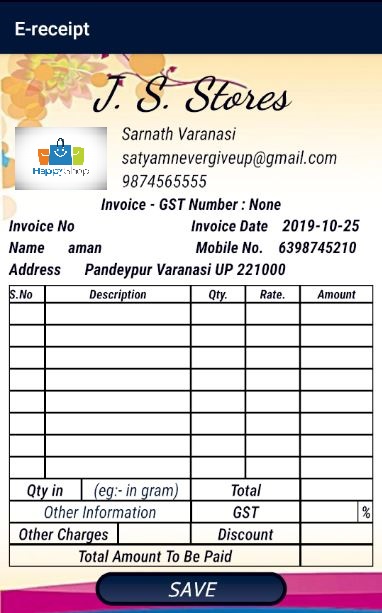 E-receipt
J. S. Stores
Sarnath Varanasi
Happy Shop
satyamnevergiveup@gmail.com
9874565555
Invoice - GST Number : None
Invoice No Invoice Date 2019-10-25
Name aman Mobile No. 6398745210
Address Pandeypur Varanasi UP 221000
S.No Description Qty. Rate. Amount
Qty in (eg:- in gram) Total
Other Information GST %
Other Charges Discount
Total Amount To Be Paid
SAVE